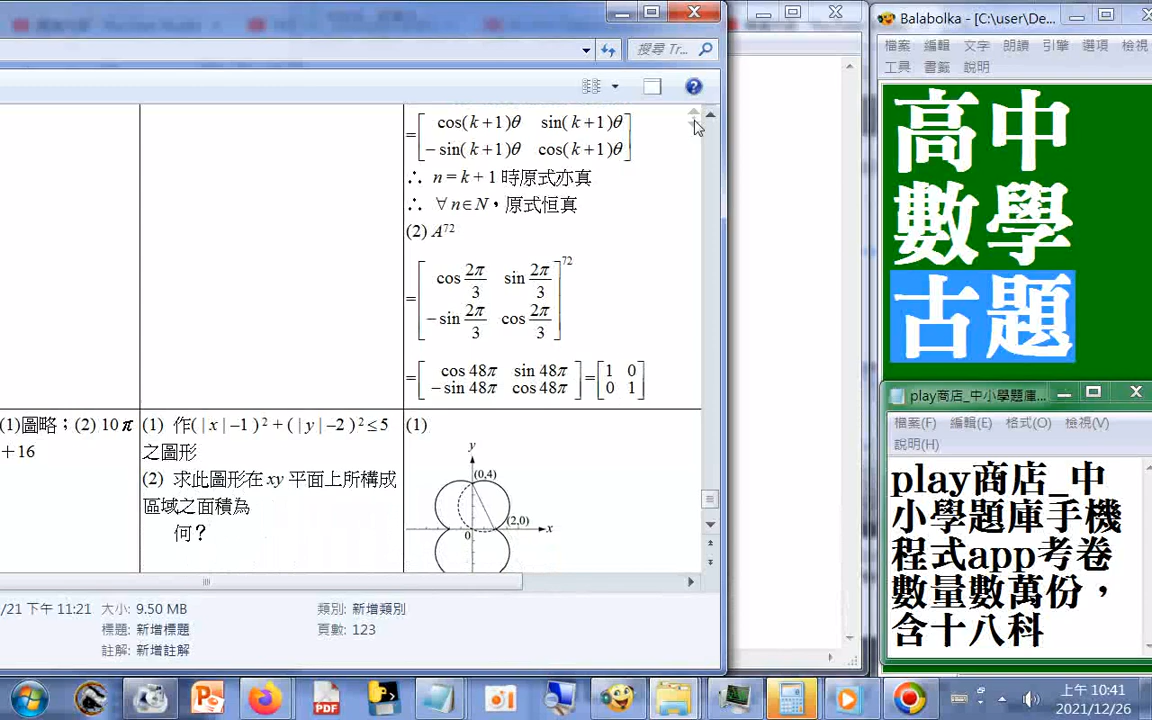 搜尋 Tr...
=[ cos(k+1)θ sin(k+1)θ
−sin(k+1)θ cos(k+1)θ ]
∴ n = k + 1 時原式亦真
∴ ∀ n∈N，原式恆真
(2) A⁷²
=[ cos 2π/3 sin 2π/3
−sin 2π/3 cos 2π/3 ]⁷²
=[ cos 48π sin 48π
−sin 48π cos 48π ]=[ 1 0
0 1 ]
(1)圖略；(2) 10π
＋16
(1) 作( | x | −1 )² + ( | y | −2 )² ≤ 5
之圖形
(2) 求此圖形在 xy 平面上所構成
區域之面積為
何？
(1)
y
(0,4)
(2,0)
0
x
/21 下午 11:21 大小: 9.50 MB 類別: 新增類別
標題: 新增標題 頁數: 123
註解: 新增註解
Balabolka - [C:\user\De...
檔案 編輯 文字 朗讀 引擎 選項 檢視
工具 書籤 說明
高中
數學
古題
play商店_中小學題庫...
檔案(F) 編輯(E) 格式(O) 檢視(V)
說明(H)
play商店_中
小學題庫手機
程式app考卷
數量數萬份，
含十八科
PDF
上午 10:41
2021/12/26